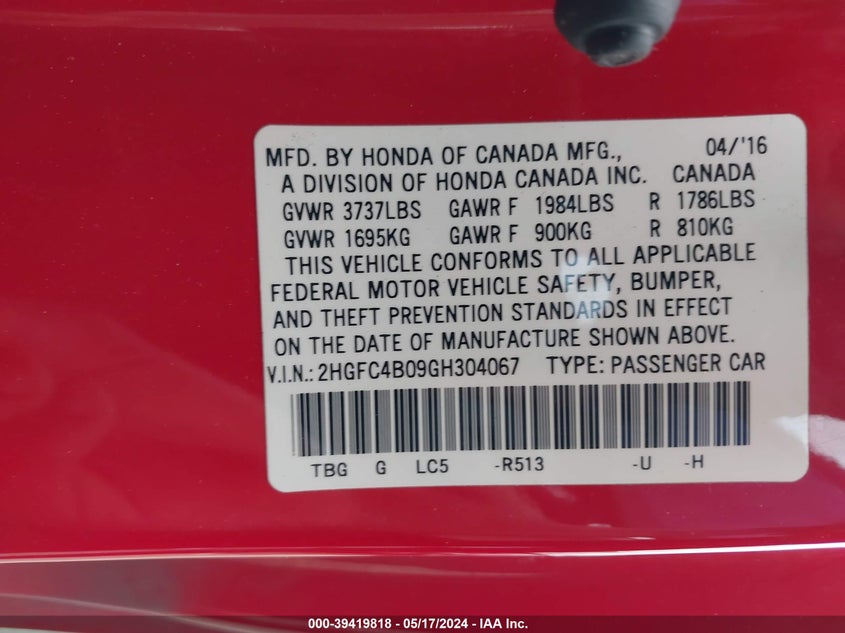 MFD. BY HONDA OF CANADA MFG., 04/'16
A DIVISION OF HONDA CANADA INC. CANADA
GVWR 3737LBS GAWR F 1984LBS R 1786LBS
GVWR 1695KG GAWR F 900KG R 810KG
THIS VEHICLE CONFORMS TO ALL APPLICABLE
FEDERAL MOTOR VEHICLE SAFETY, BUMPER,
AND THEFT PREVENTION STANDARDS IN EFFECT
ON THE DATE OF MANUFACTURE SHOWN ABOVE.
V.I.N.: 2HGFC4B09GH304067 TYPE: PASSENGER CAR
TBG G LC5 -R513 -U -H
000-39419818 - 05/17/2024 - IAA Inc.